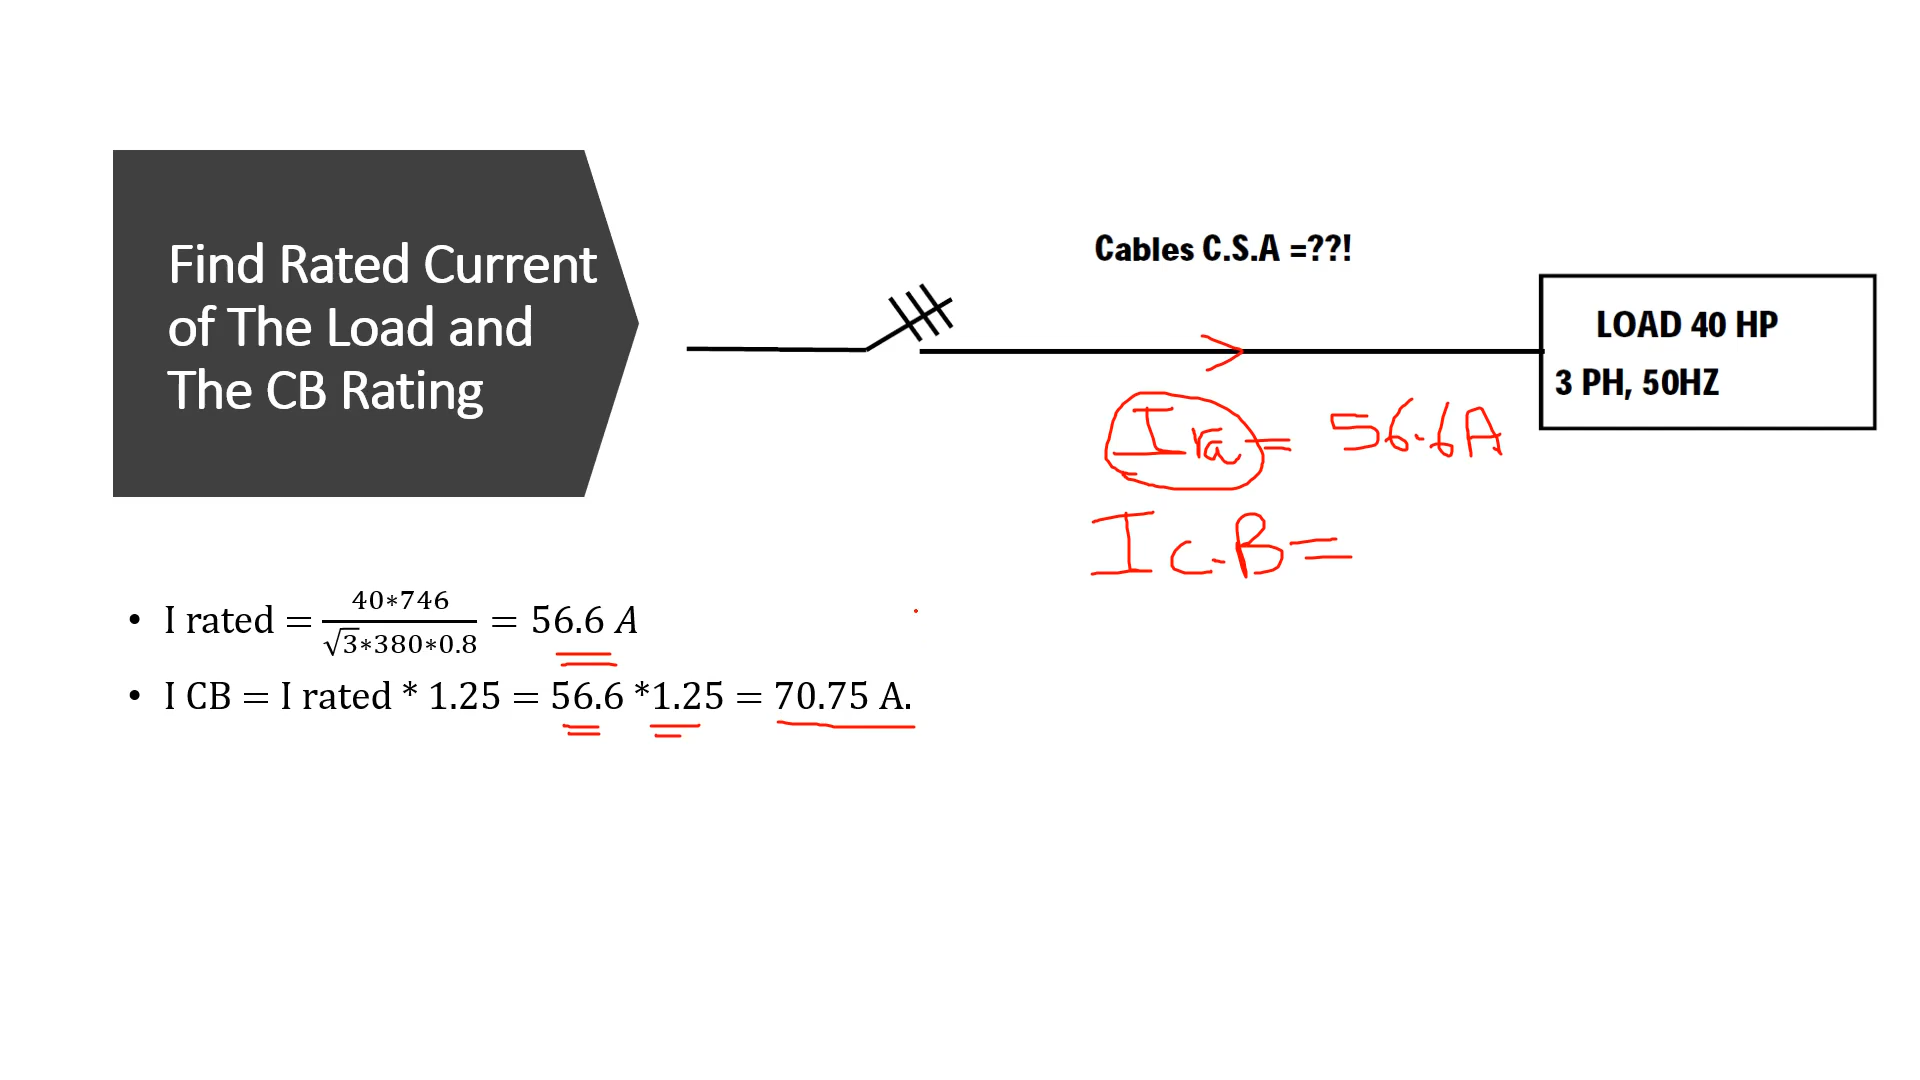 Find Rated Current
of The Load and
The CB Rating
Cables C.S.A =??!
LOAD 40 HP
3 PH, 50HZ
Ira = 56.6A
I C.B =
• I rated = \frac{40*746}{\sqrt{3}*380*0.8} = 56.6 A
• I CB = I rated * 1.25 = 56.6 *1.25 = 70.75 A.